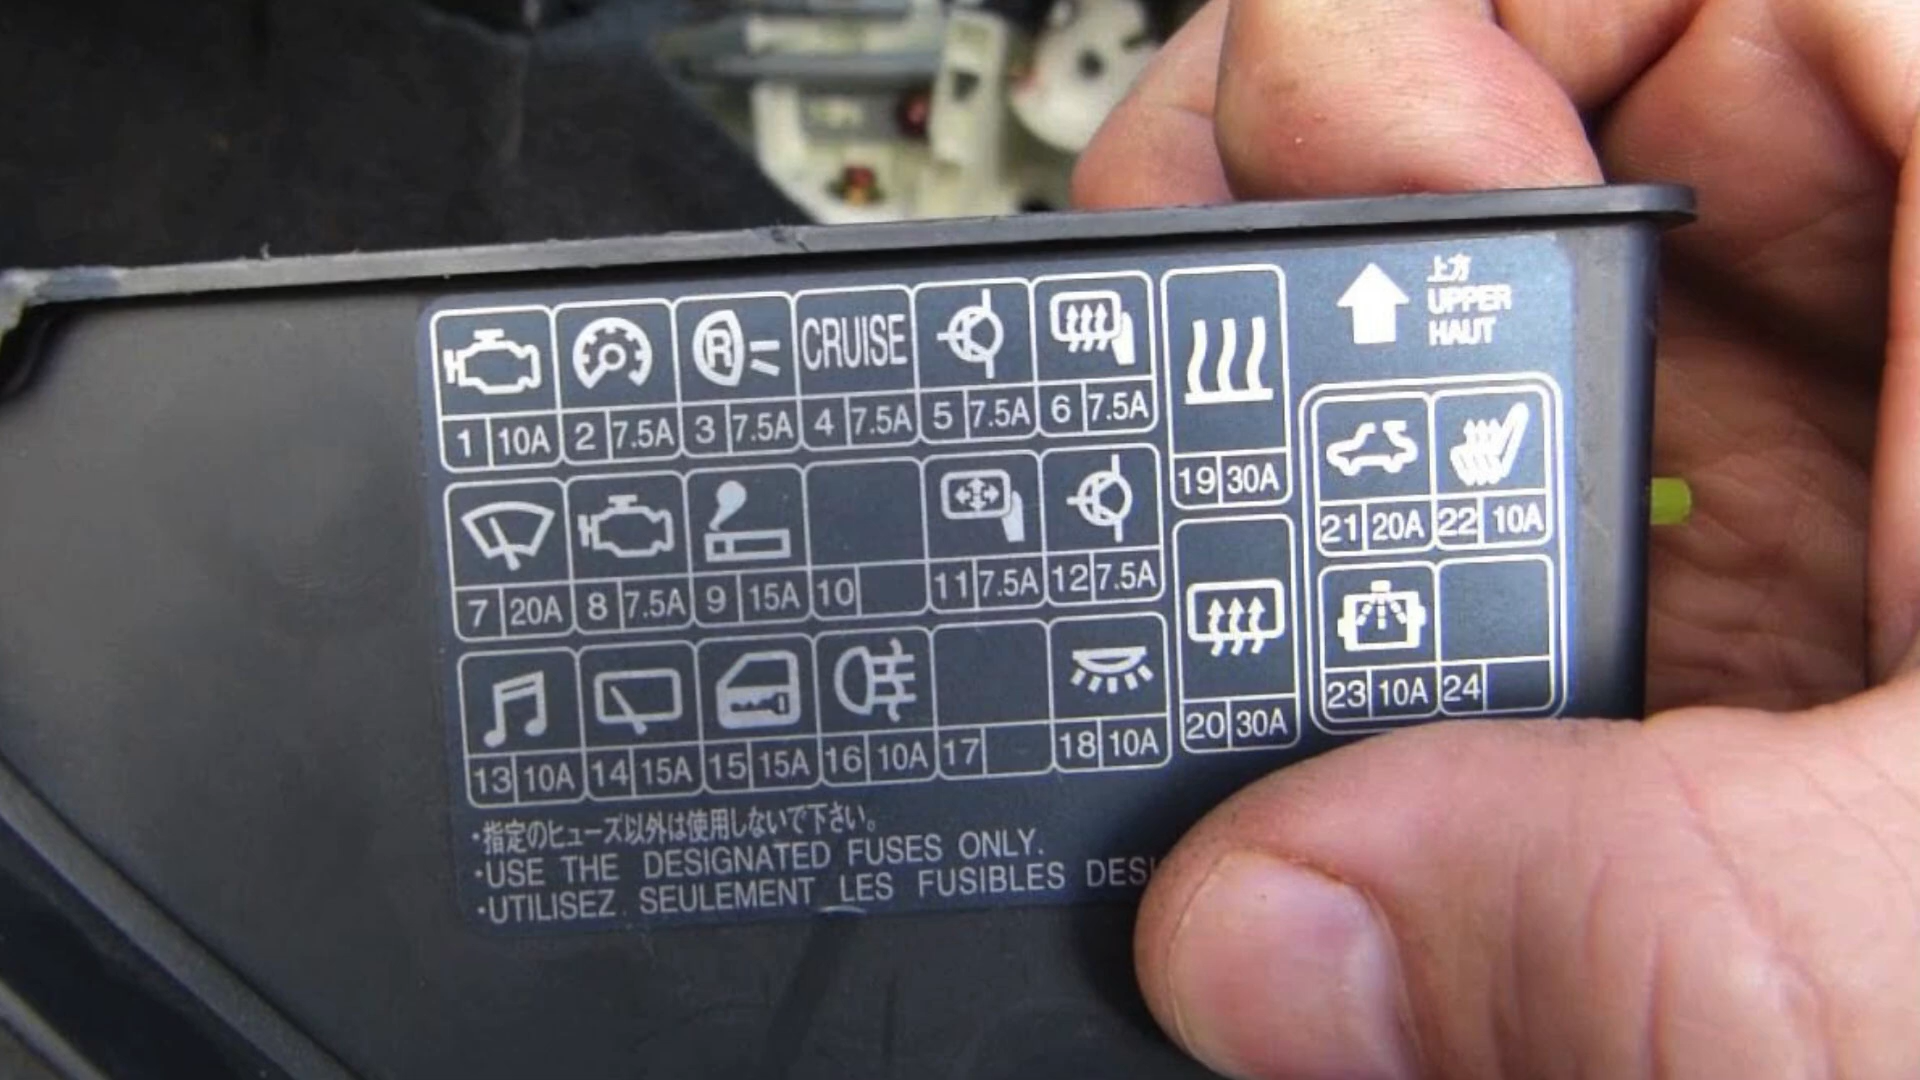 上方
UPPER
HAUT
R CRUISE
1 10A 2 7.5A 3 7.5A 4 7.5A 5 7.5A 6 7.5A
19 30A
21 20A 22 10A
7 20A 8 7.5A 9 15A 10 11 7.5A 12 7.5A
23 10A 24
20 30A
13 10A 14 15A 15 15A 16 10A 17 18 10A
・指定のヒューズ以外は使用しないで下さい。
・USE THE DESIGNATED FUSES ONLY.
・UTILISEZ SEULEMENT LES FUSIBLES